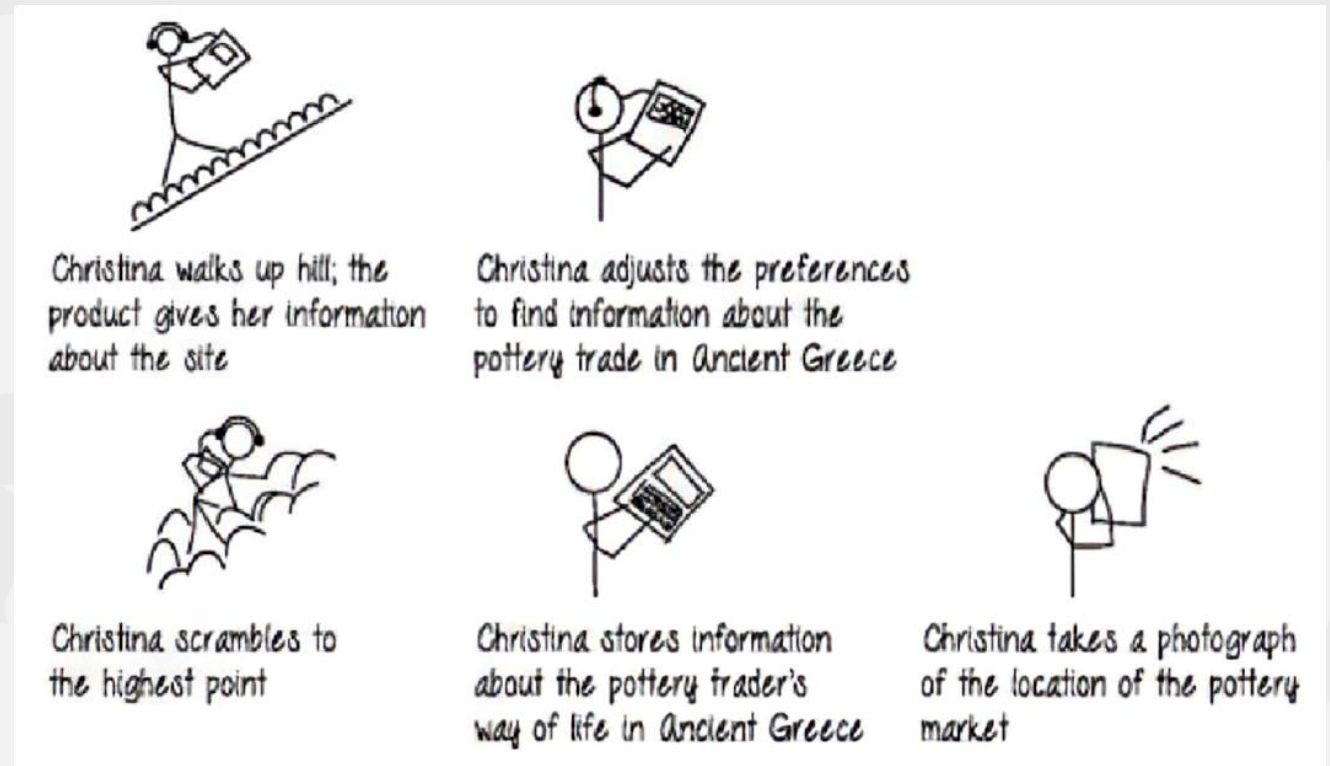 Christina walks up hill; the
product gives her information
about the site
Christina adjusts the preferences
to find information about the
pottery trade in Ancient Greece
Christina scrambles to
the highest point
Christina stores information
about the pottery trader's
way of life in Ancient Greece
Christina takes a photograph
of the location of the pottery
market